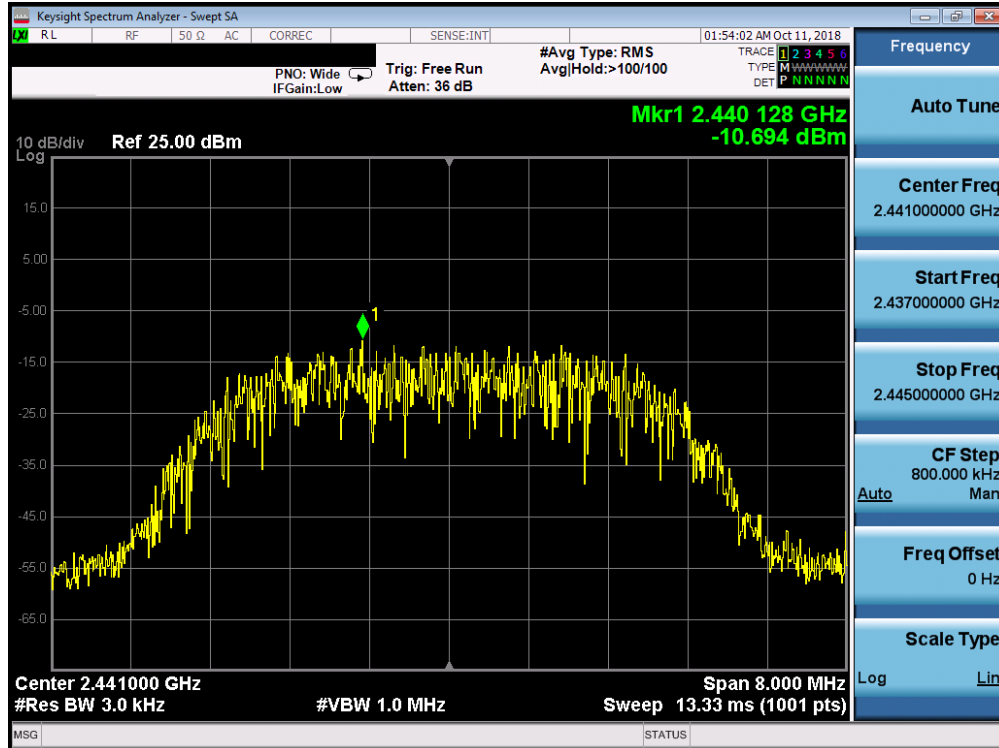 Keysight Spectrum Analyzer - Swept SA
LXI RL RF 50 Ω AC CORREC SENSE:INT 01:54:02 AM Oct 11, 2018
PNO: Wide
IFGain:Low
Trig: Free Run
Atten: 36 dB
#Avg Type: RMS
Avg|Hold:>100/100
TRACE 1 2 3 4 5 6
TYPE M WWWWW
DET P N N N N N
Mkr1 2.440 128 GHz
-10.694 dBm
10 dB/div Ref 25.00 dBm
Log
15.0
5.00
-5.00
-15.0
-25.0
-35.0
-45.0
-55.0
-65.0
1
Center 2.441000 GHz Span 8.000 MHz
#Res BW 3.0 kHz #VBW 1.0 MHz Sweep 13.33 ms (1001 pts)
MSG STATUS
Frequency
Auto Tune
Center Freq
2.441000000 GHz
Start Freq
2.437000000 GHz
Stop Freq
2.445000000 GHz
CF Step
800.000 kHz
Auto Man
Freq Offset
0 Hz
Scale Type
Log Lin